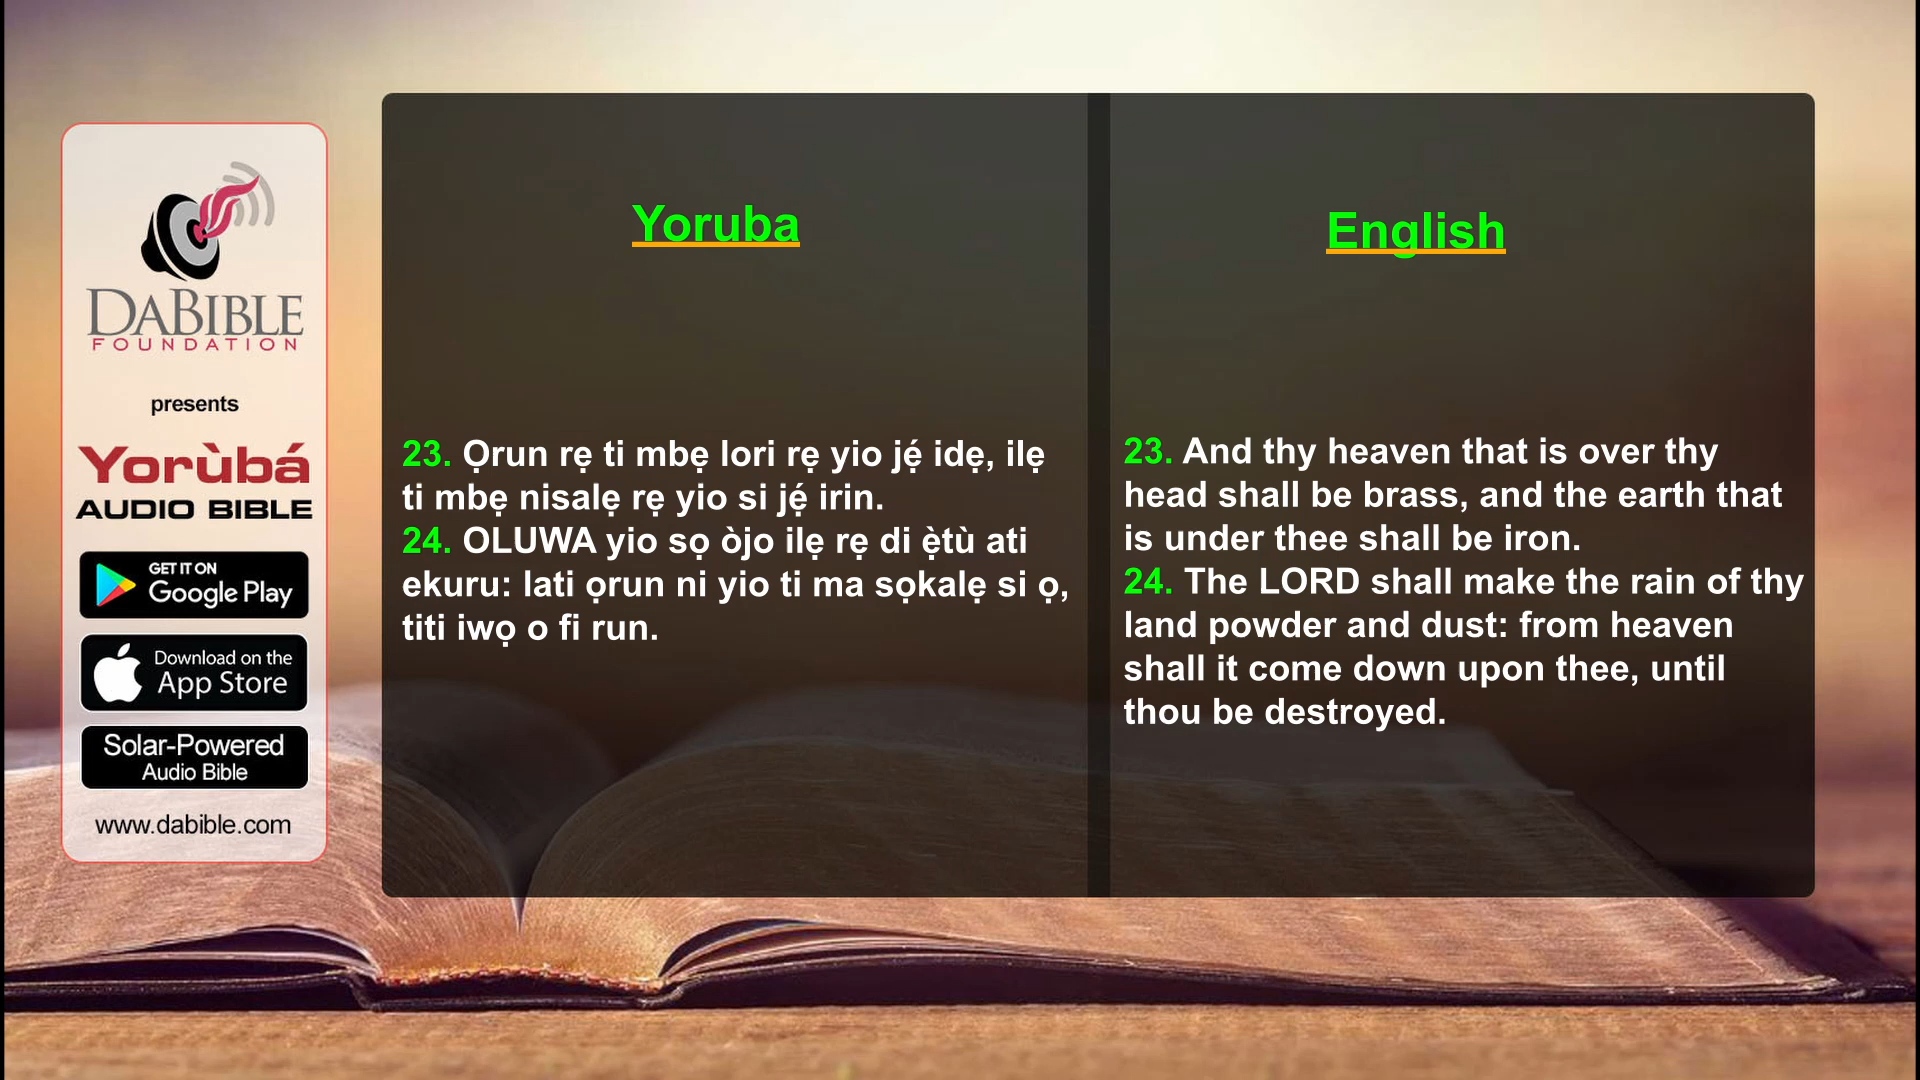 DABIBLE
FOUNDATION
presents
Yorùbá
AUDIO BIBLE
GET IT ON
Google Play
Download on the
App Store
Solar-Powered
Audio Bible
www.dabible.com
Yoruba
23. Ọrun rẹ ti mbẹ lori rẹ yio jẹ́ idẹ, ilẹ
ti mbẹ nisalẹ rẹ yio si jẹ́ irin.
24. OLUWA yio sọ òjo ilẹ rẹ di ẹ̀tù ati
ekuru: lati ọrun ni yio ti ma sọkalẹ si ọ,
titi iwọ o fi run.
English
23. And thy heaven that is over thy
head shall be brass, and the earth that
is under thee shall be iron.
24. The LORD shall make the rain of thy
land powder and dust: from heaven
shall it come down upon thee, until
thou be destroyed.